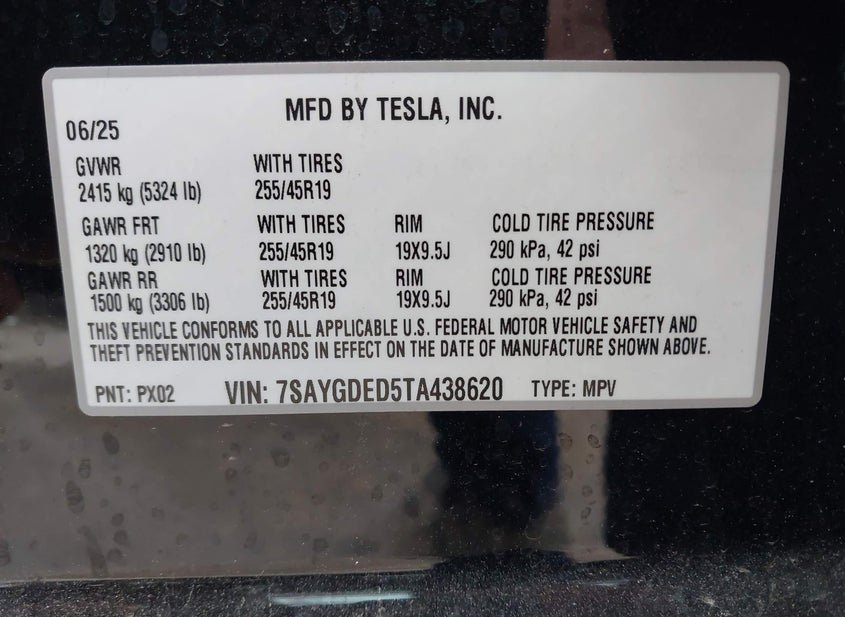 MFD BY TESLA, INC.
06/25
GVWR WITH TIRES
2415 kg (5324 lb) 255/45R19
GAWR FRT WITH TIRES RIM COLD TIRE PRESSURE
1320 kg (2910 lb) 255/45R19 19X9.5J 290 kPa, 42 psi
GAWR RR WITH TIRES RIM COLD TIRE PRESSURE
1500 kg (3306 lb) 255/45R19 19X9.5J 290 kPa, 42 psi
THIS VEHICLE CONFORMS TO ALL APPLICABLE U.S. FEDERAL MOTOR VEHICLE SAFETY AND
THEFT PREVENTION STANDARDS IN EFFECT ON THE DATE OF MANUFACTURE SHOWN ABOVE.
PNT: PX02 VIN: 7SAYGDED5TA438620 TYPE: MPV